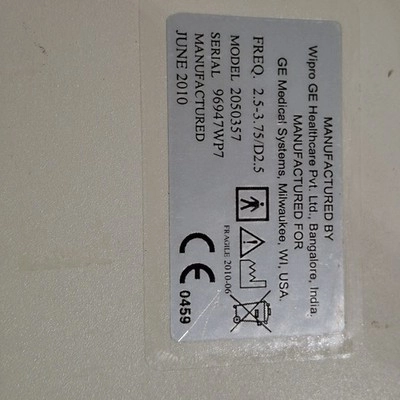 MANUFACTURED BY
Wipro GE Healthcare Pvt. Ltd., Bangalore, India.
MANUFACTURED FOR
GE Medical Systems, Milwaukee, WI, USA.
FREQ. 2.5-3.75/D2.5
MODEL 2050357
SERIAL 96947WP7
MANUFACTURED
JUNE 2010
FRAGILE 2010-06
CE 0459